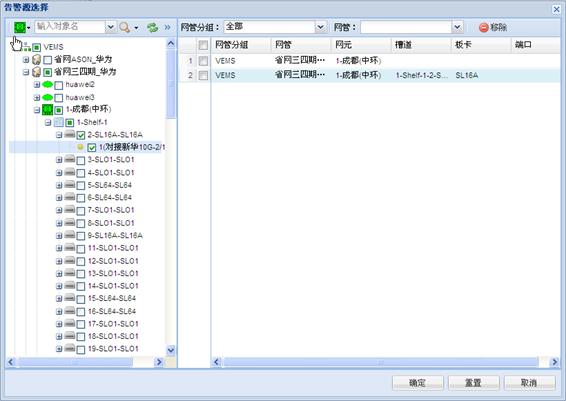 告警源选择
输入对象名
网管分组： 全部 网管： 移除
VEMS
省网ASON_华为
省网三四期_华为
huawei2
huawei3
1-成都(中环)
1-Shelf-1
2-SL16A-SL16A
1(对接新华10G-2/1
3-SLO1-SLO1
4-SLO1-SLO1
5-SL64-SL64
6-SL64-SL64
7-SLO1-SLO1
8-SLO1-SLO1
9-SL16A-SL16A
11-SLO1-SLO1
12-SLO1-SLO1
13-SLO1-SLO1
14-SLO1-SLO1
15-SL64-SL64
16-SL64-SL64
17-SLO1-SLO1
18-SLO1-SLO1
19-SLO1-SLO1
网管分组 网管 网元 槽道 板卡 端口
1 VEMS 省网三四期··· 1-成都(中环)
2 VEMS 省网三四期··· 1-成都(中环) 1-Shelf-1-2-S... SL16A
确定 重置 取消